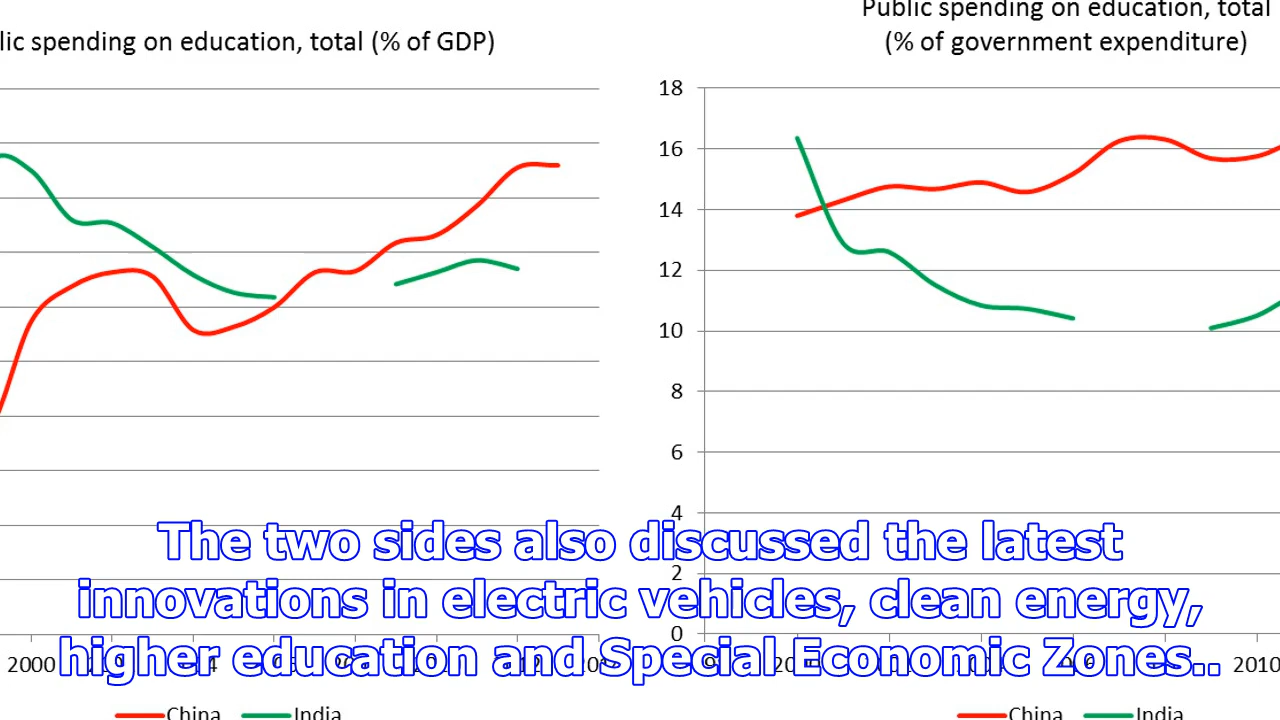 Public spending on education, total
lic spending on education, total (% of GDP)
(% of government expenditure)
18
16
14
12
10
8
6
4
The two sides also discussed the latest
2
innovations in electric vehicles, clean energy,
0
2000
2010
higher education and Special Economic Zones..
China India
China India